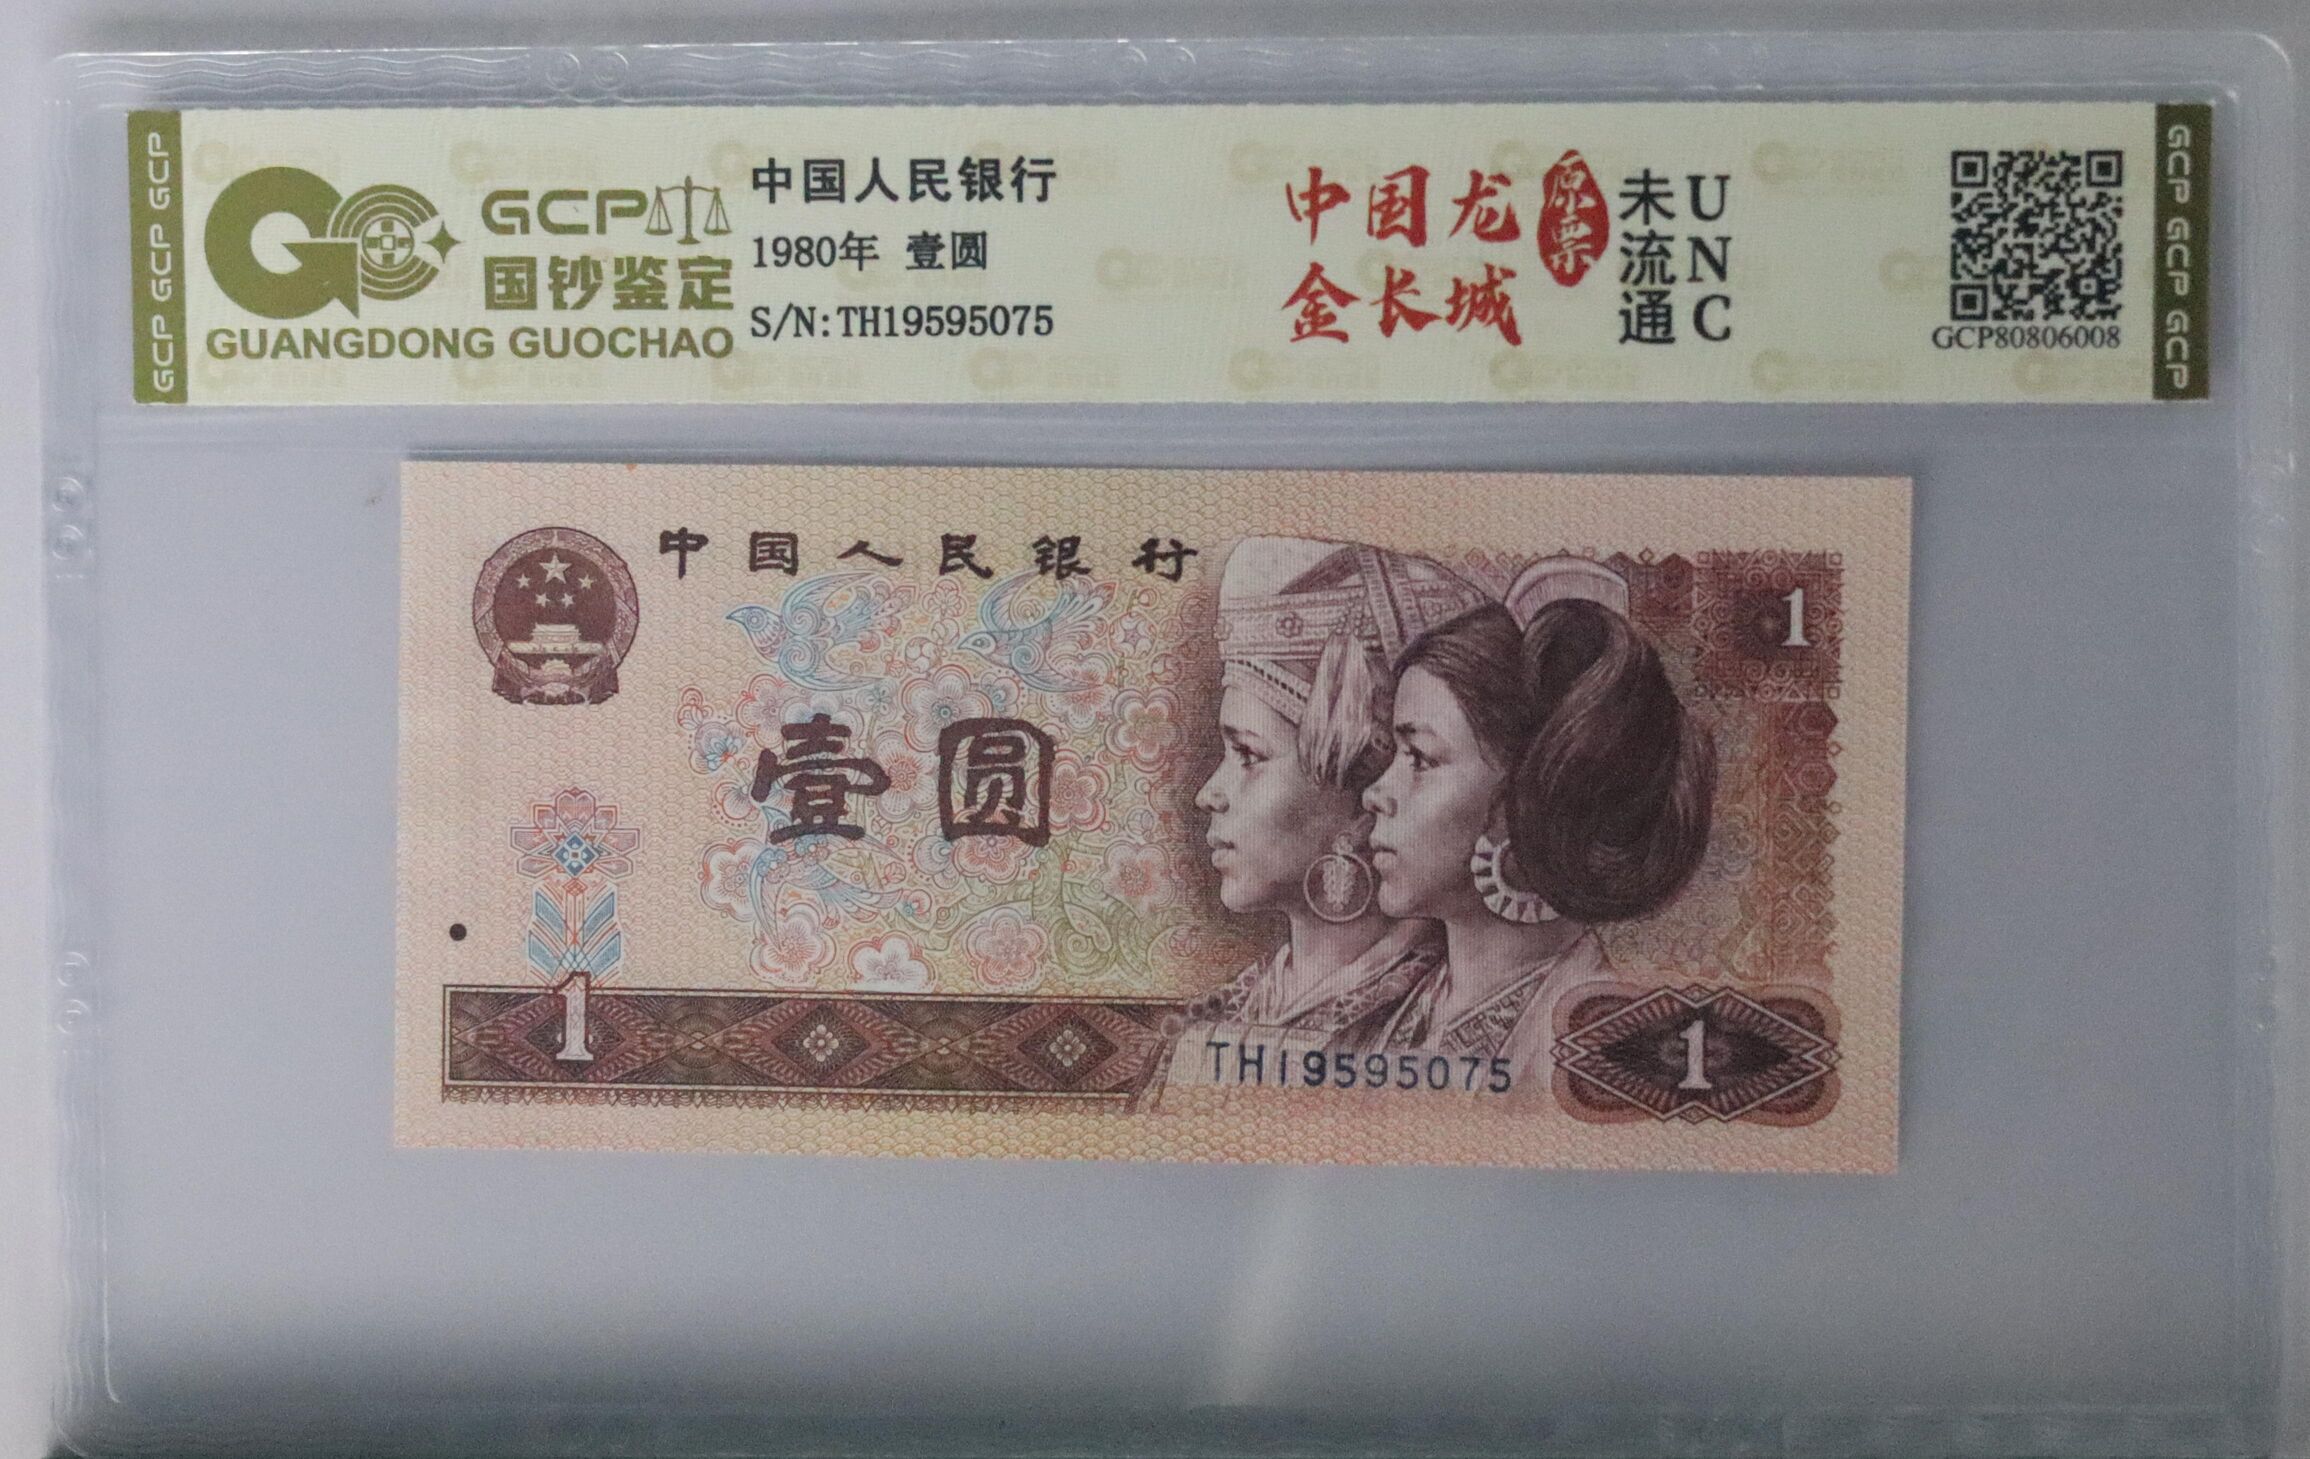 GCP GCP GCP
GCP
国钞鉴定
GUANGDONG GUOCHAO
中国人民银行
1980年 壹圆
S/N:TH19595075
中国龙
金长城
原票
未流通
UNC
GCP80806008
GCP GCP GCP
中国人民银行
1
壹圆
1
TH19595075
1